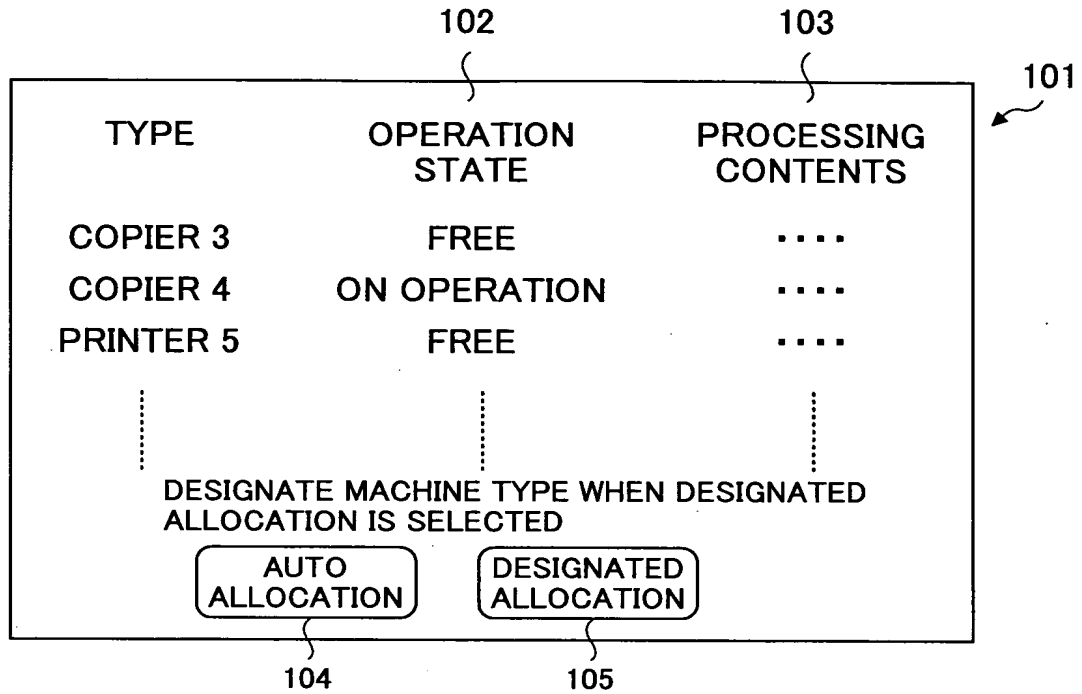 102 103
101
TYPE OPERATION STATE PROCESSING CONTENTS
COPIER 3 FREE ....
COPIER 4 ON OPERATION ....
PRINTER 5 FREE ....
DESIGNATE MACHINE TYPE WHEN DESIGNATED
ALLOCATION IS SELECTED
AUTO
ALLOCATION
DESIGNATED
ALLOCATION
104 105